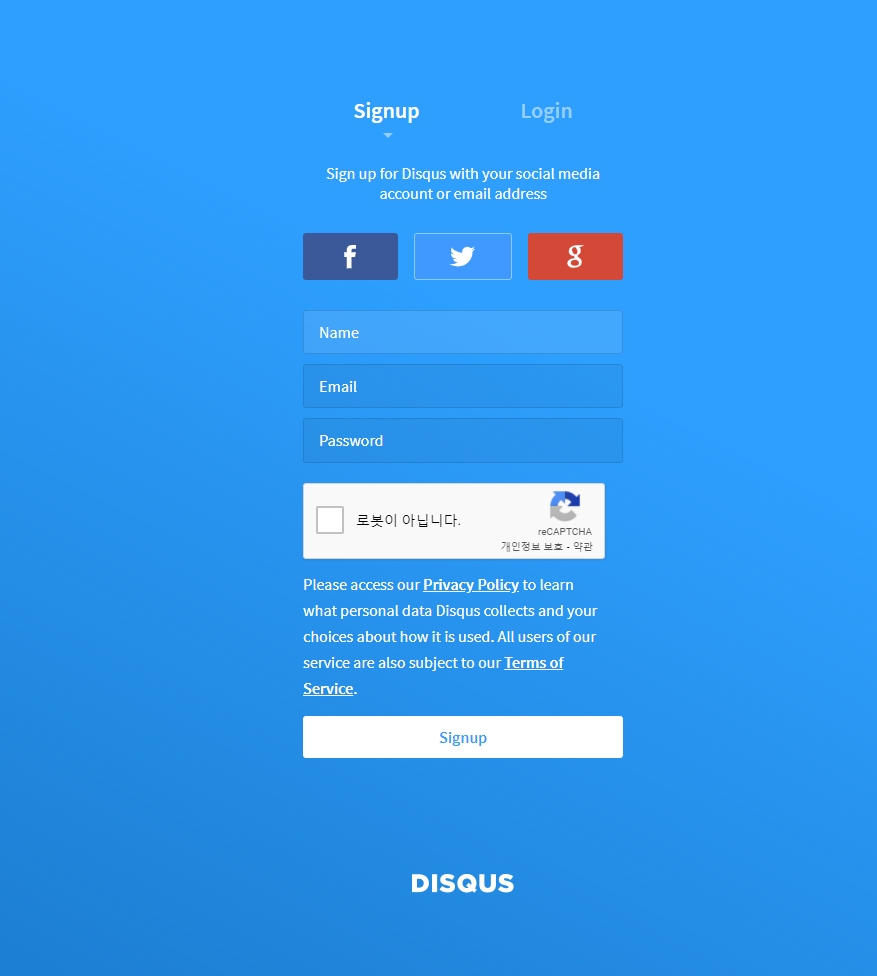 Signup
Login
Sign up for Disqus with your social media
account or email address
Name
Email
Password
로봇이 아닙니다.
reCAPTCHA
개인정보 보호 - 약관
Please access our Privacy Policy to learn
what personal data Disqus collects and your
choices about how it is used. All users of our
service are also subject to our Terms of
Service.
Signup
DISQUS